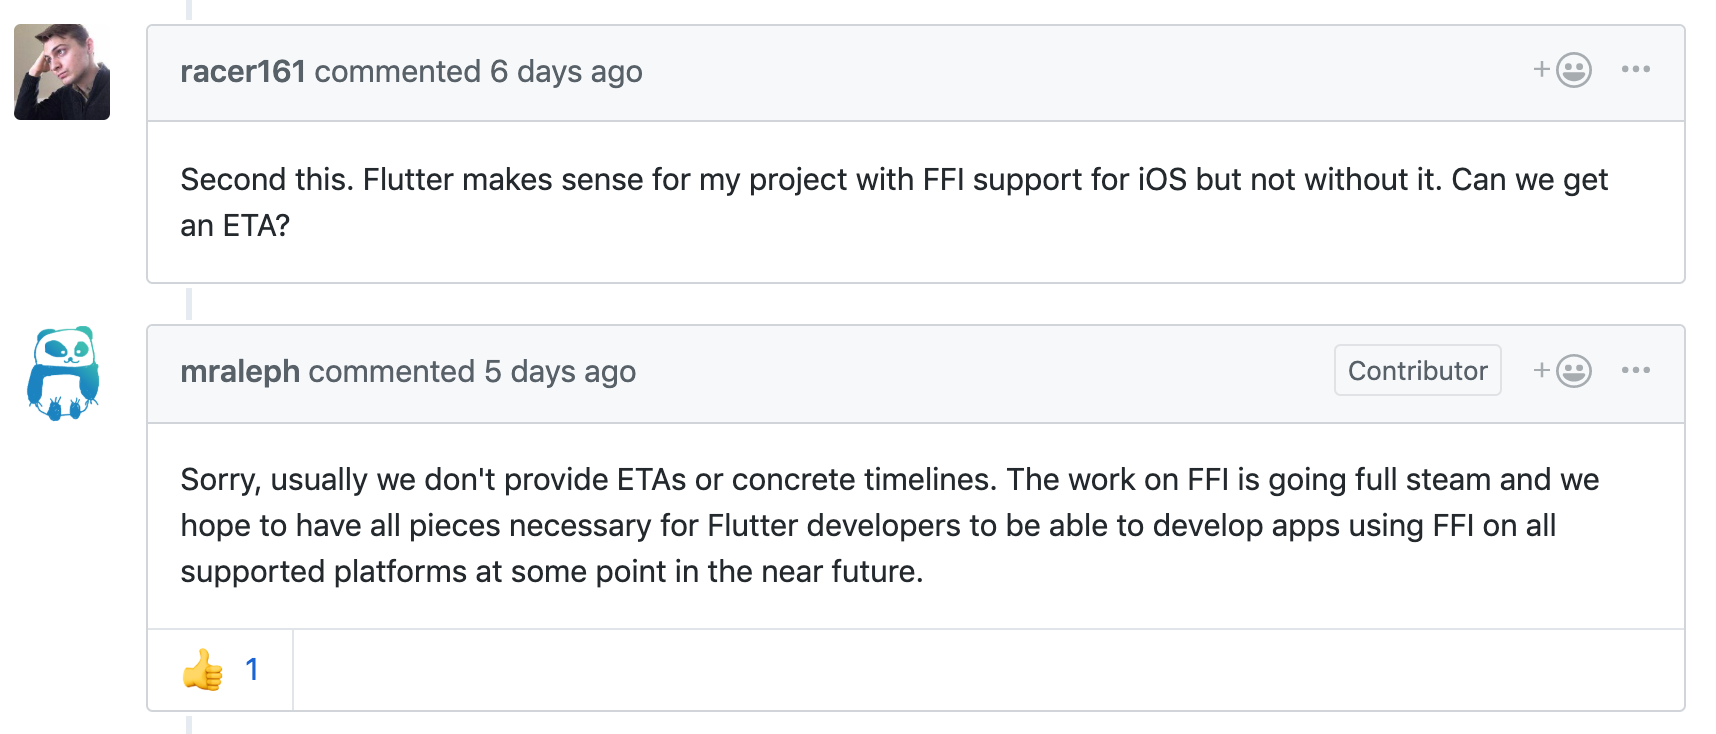 racer161 commented 6 days ago
Second this. Flutter makes sense for my project with FFI support for iOS but not without it. Can we get
an ETA?
mraleph commented 5 days ago
Contributor
Sorry, usually we don't provide ETAs or concrete timelines. The work on FFI is going full steam and we
hope to have all pieces necessary for Flutter developers to be able to develop apps using FFI on all
supported platforms at some point in the near future.
👍 1